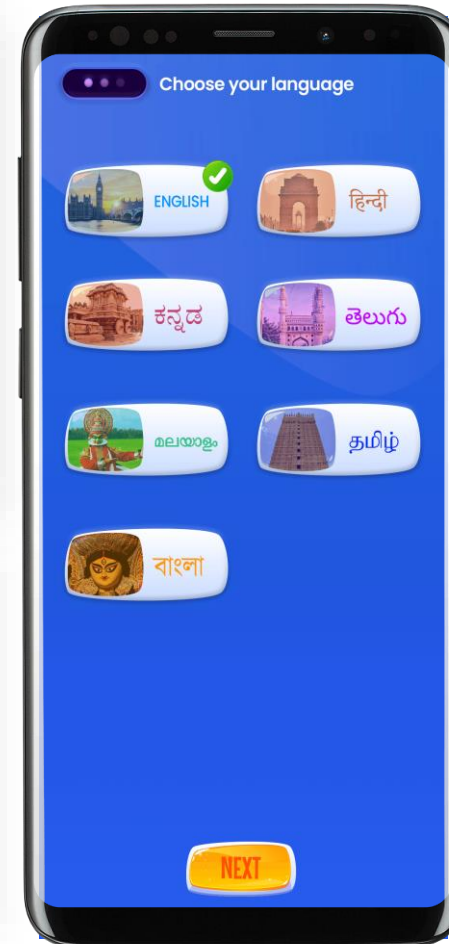 Choose your language
ENGLISH
हिन्दी
ಕನ್ನಡ
తెలుగు
മലയാളം
தமிழ்
বাংলা
NEXT